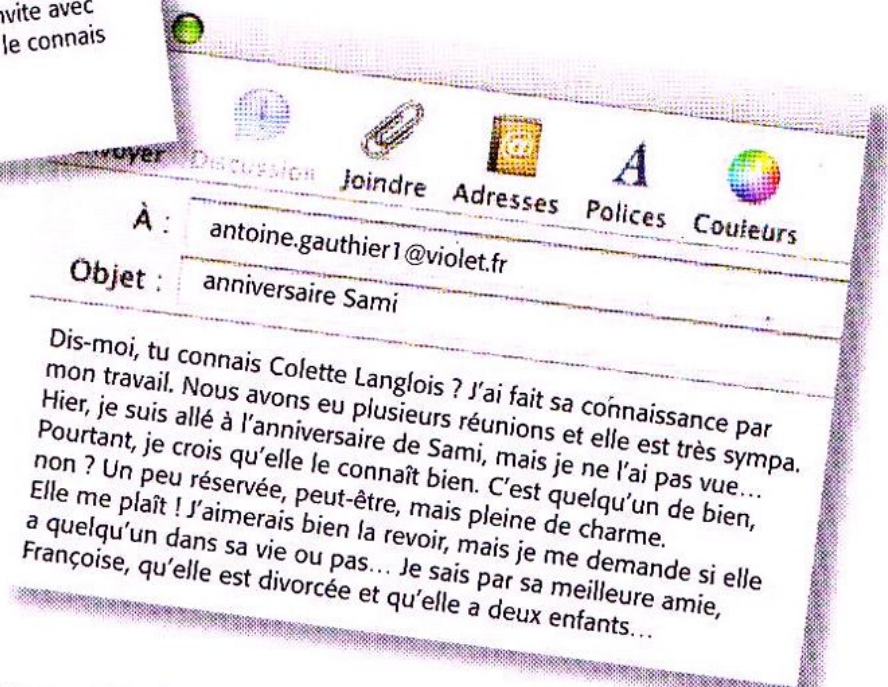 nvite avec
le connais
Discussion
Joindre
Adresses
Polices
Couleurs
À :
antoine.gauthier1@violet.fr
Objet :
anniversaire Sami
Dis-moi, tu connais Colette Langlois ? J'ai fait sa connaissance par
mon travail. Nous avons eu plusieurs réunions et elle est très sympa.
Hier, je suis allé à l'anniversaire de Sami, mais je ne l'ai pas vue...
Pourtant, je crois qu'elle le connaît bien. C'est quelqu'un de bien,
non ? Un peu réservée, peut-être, mais pleine de charme.
Elle me plaît ! J'aimerais bien la revoir, mais je me demande si elle
a quelqu'un dans sa vie ou pas... Je sais par sa meilleure amie,
Françoise, qu'elle est divorcée et qu'elle a deux enfants...